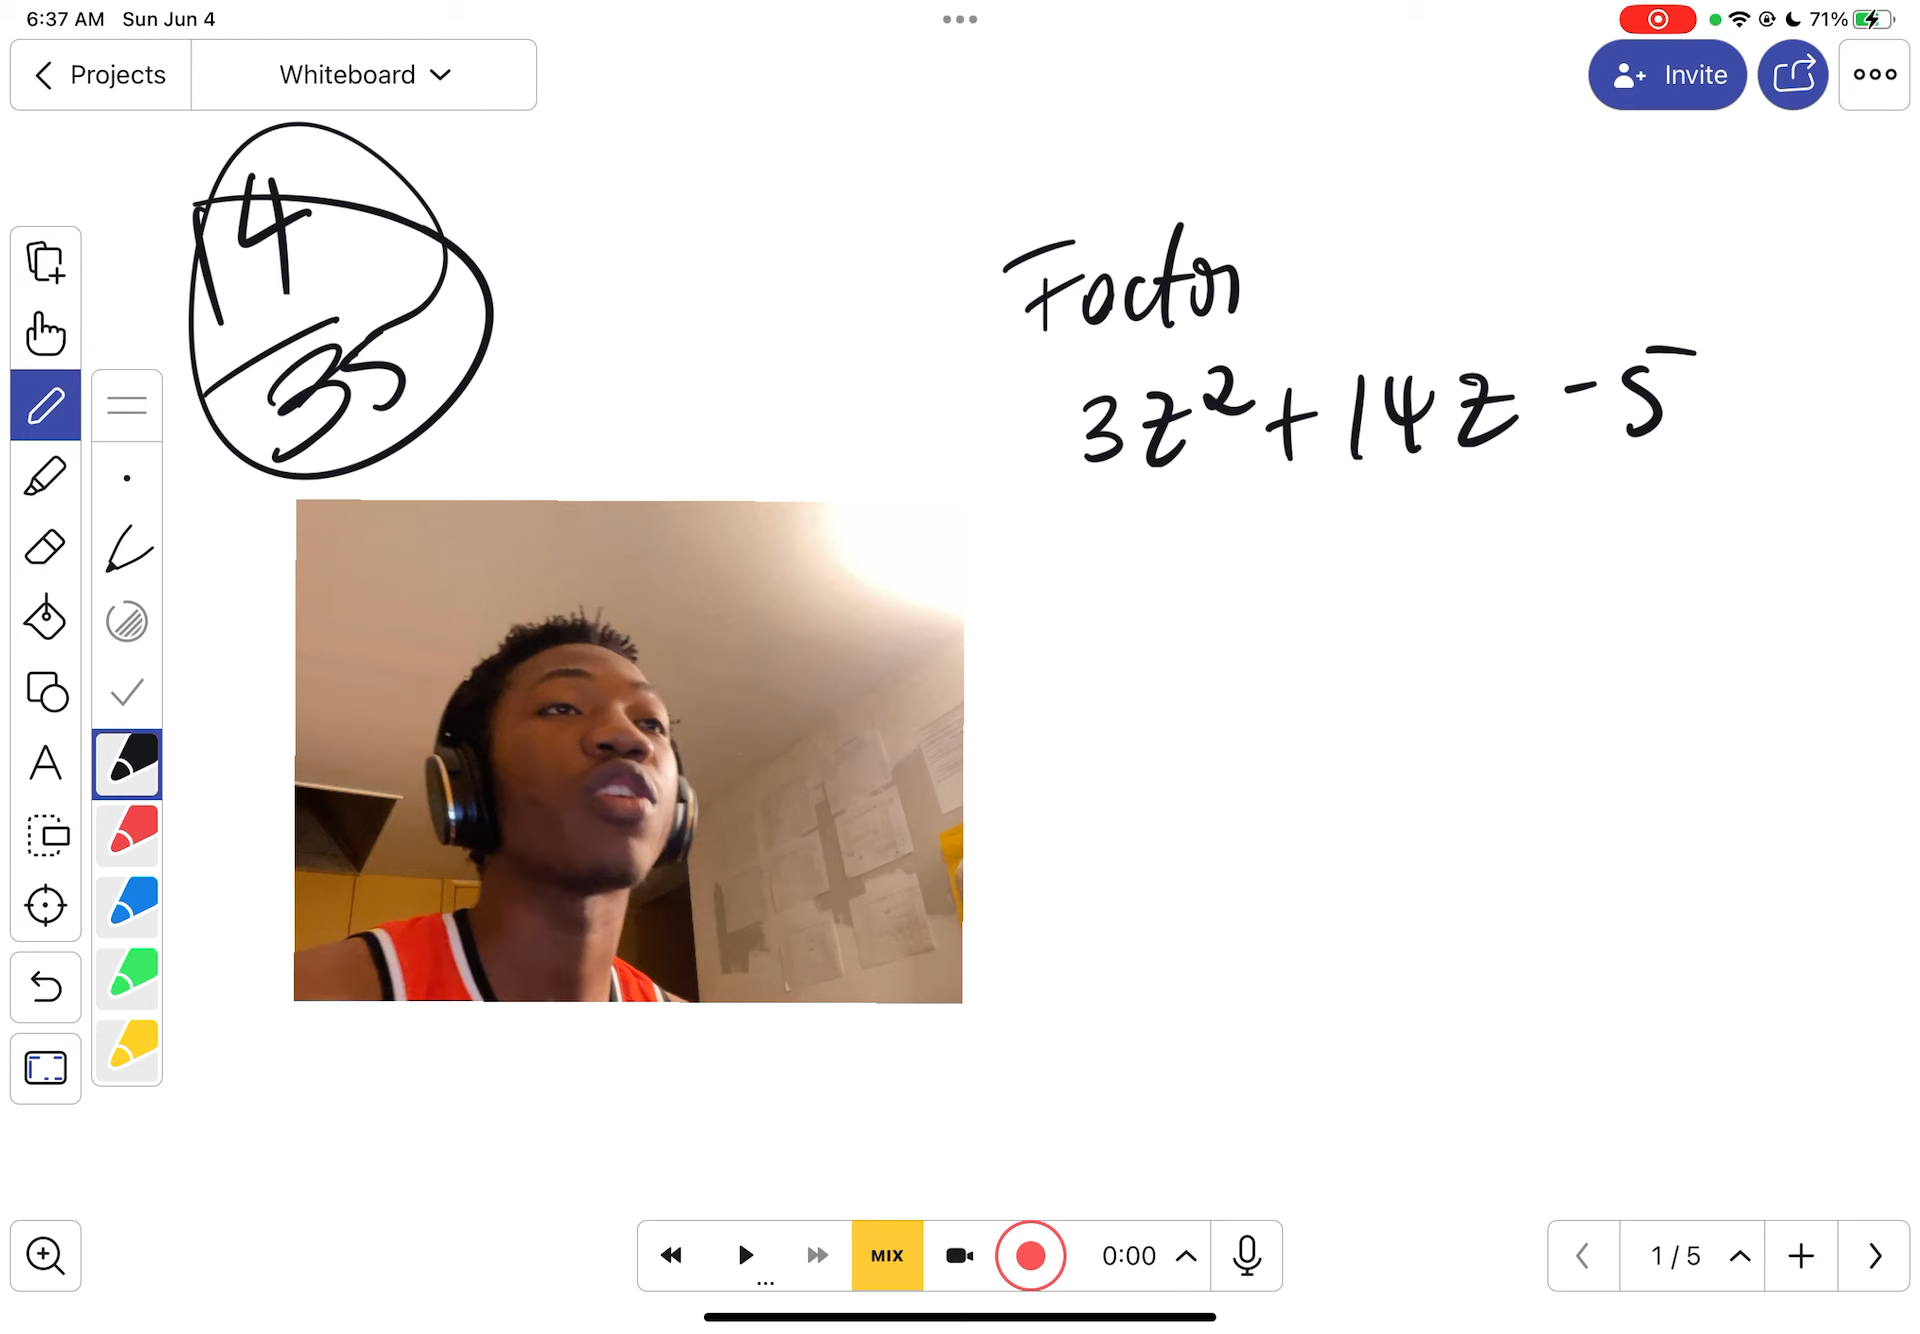 6:37 AM Sun Jun 4
71%
Projects
Whiteboard
Invite
14
35
Factor
3z²+14z-5
A
MIX
0:00
1/5